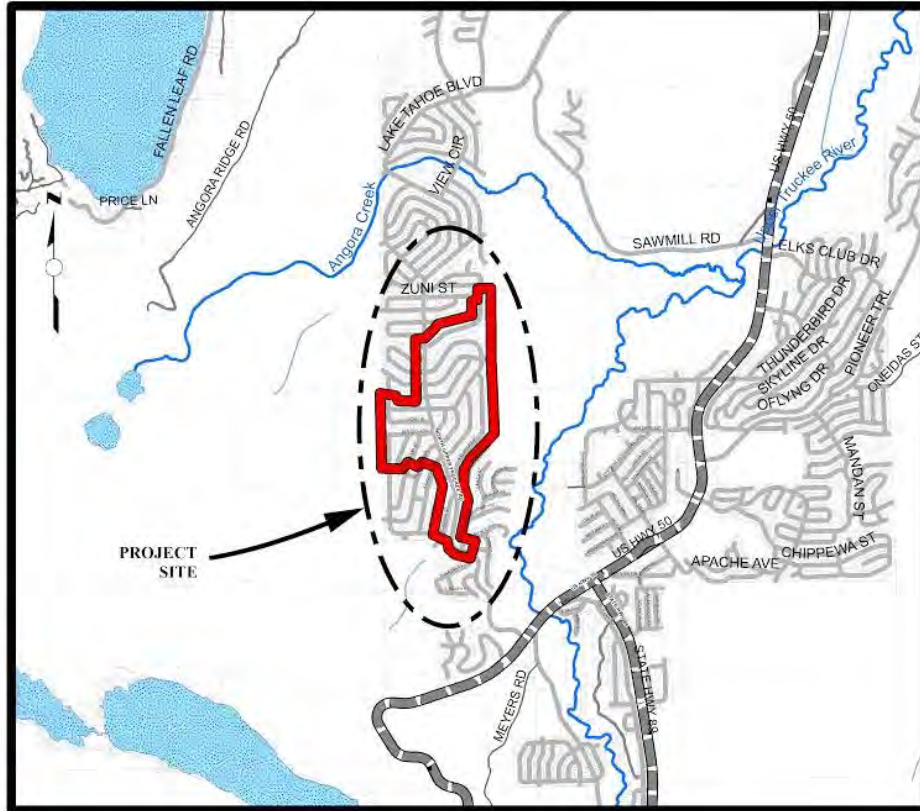 LAKE TAHOE BLVD
FALLEN LEAF RD
ANGORA RIDGE RD
US HWY 50
VIEW CIR
PRICE LN
N
Angora Creek
Truckee River
SAWMILL RD
ELKS CLUB DR
ZUNI ST
THUNDERBIRD DR
SKYLINE DR
OFLYNG DR
PIONEER TRL
ONEIDAS ST
MANDAN ST
PROJECT
SITE
US HWY 50
CHIPPEWA ST
APACHE AVE
STATE HWY 89
MEYERS RD